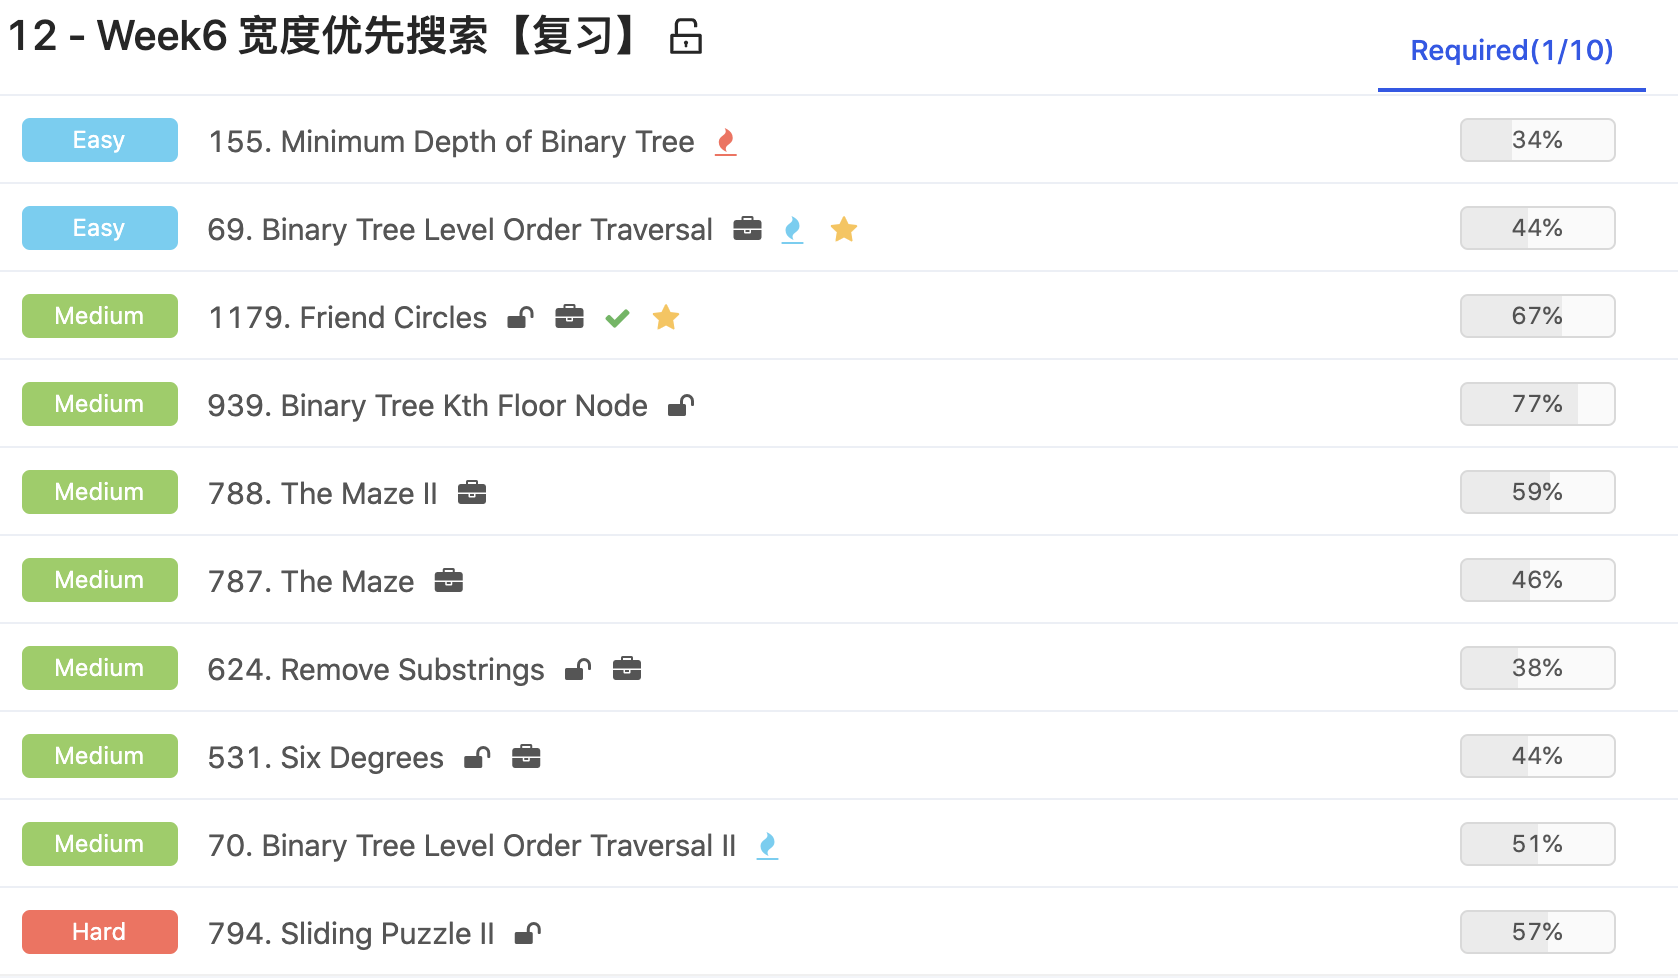 12 - Week6 宽度优先搜索【复习】
Required(1/10)
Easy 155. Minimum Depth of Binary Tree 34%
Easy 69. Binary Tree Level Order Traversal 44%
Medium 1179. Friend Circles 67%
Medium 939. Binary Tree Kth Floor Node 77%
Medium 788. The Maze II 59%
Medium 787. The Maze 46%
Medium 624. Remove Substrings 38%
Medium 531. Six Degrees 44%
Medium 70. Binary Tree Level Order Traversal II 51%
Hard 794. Sliding Puzzle II 57%